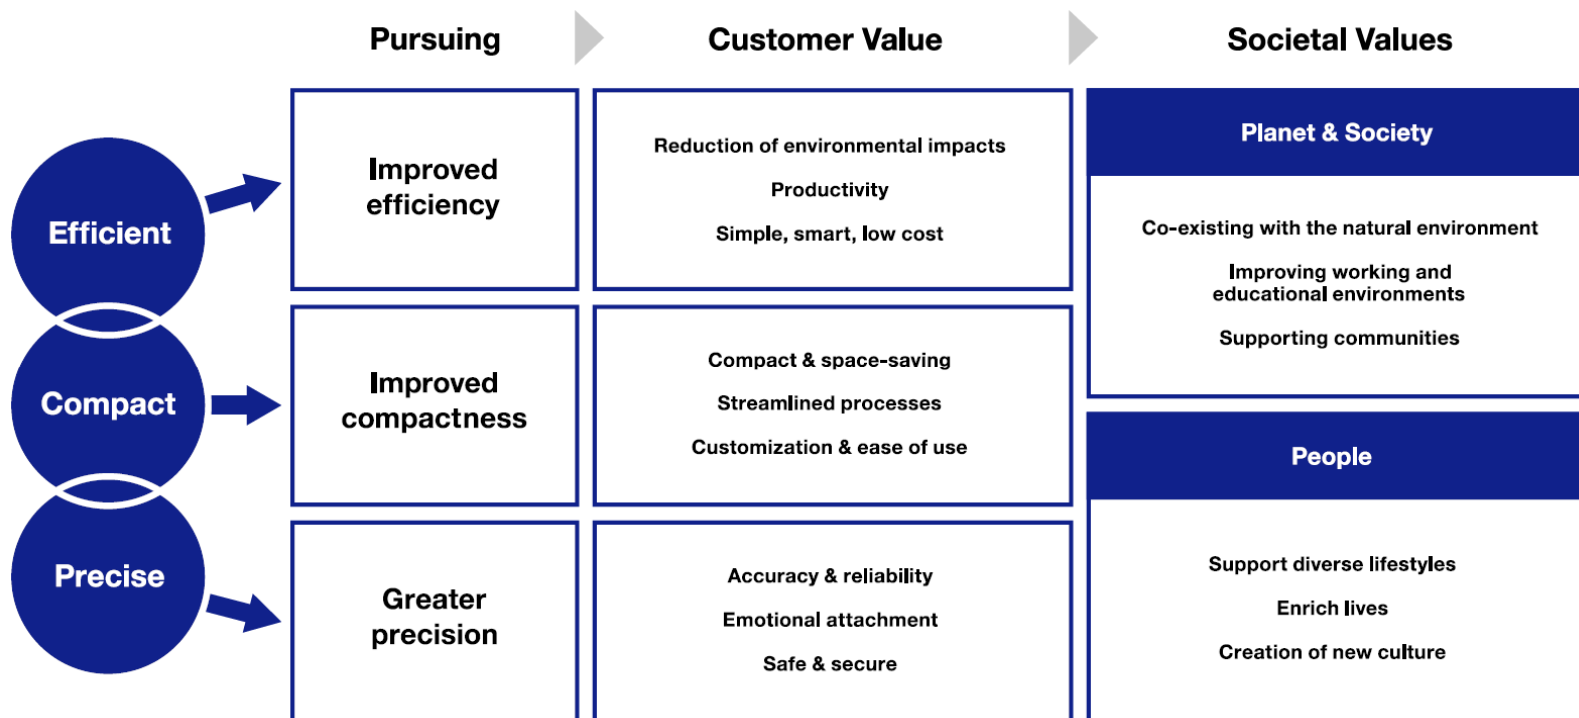 Pursuing
Customer Value
Societal Values
Efficient
Compact
Precise
Improved
efficiency
Reduction of environmental impacts
Productivity
Simple, smart, low cost
Improved
compactness
Compact & space-saving
Streamlined processes
Customization & ease of use
Greater
precision
Accuracy & reliability
Emotional attachment
Safe & secure
Planet & Society
Co-existing with the natural environment
Improving working and
educational environments
Supporting communities
People
Support diverse lifestyles
Enrich lives
Creation of new culture